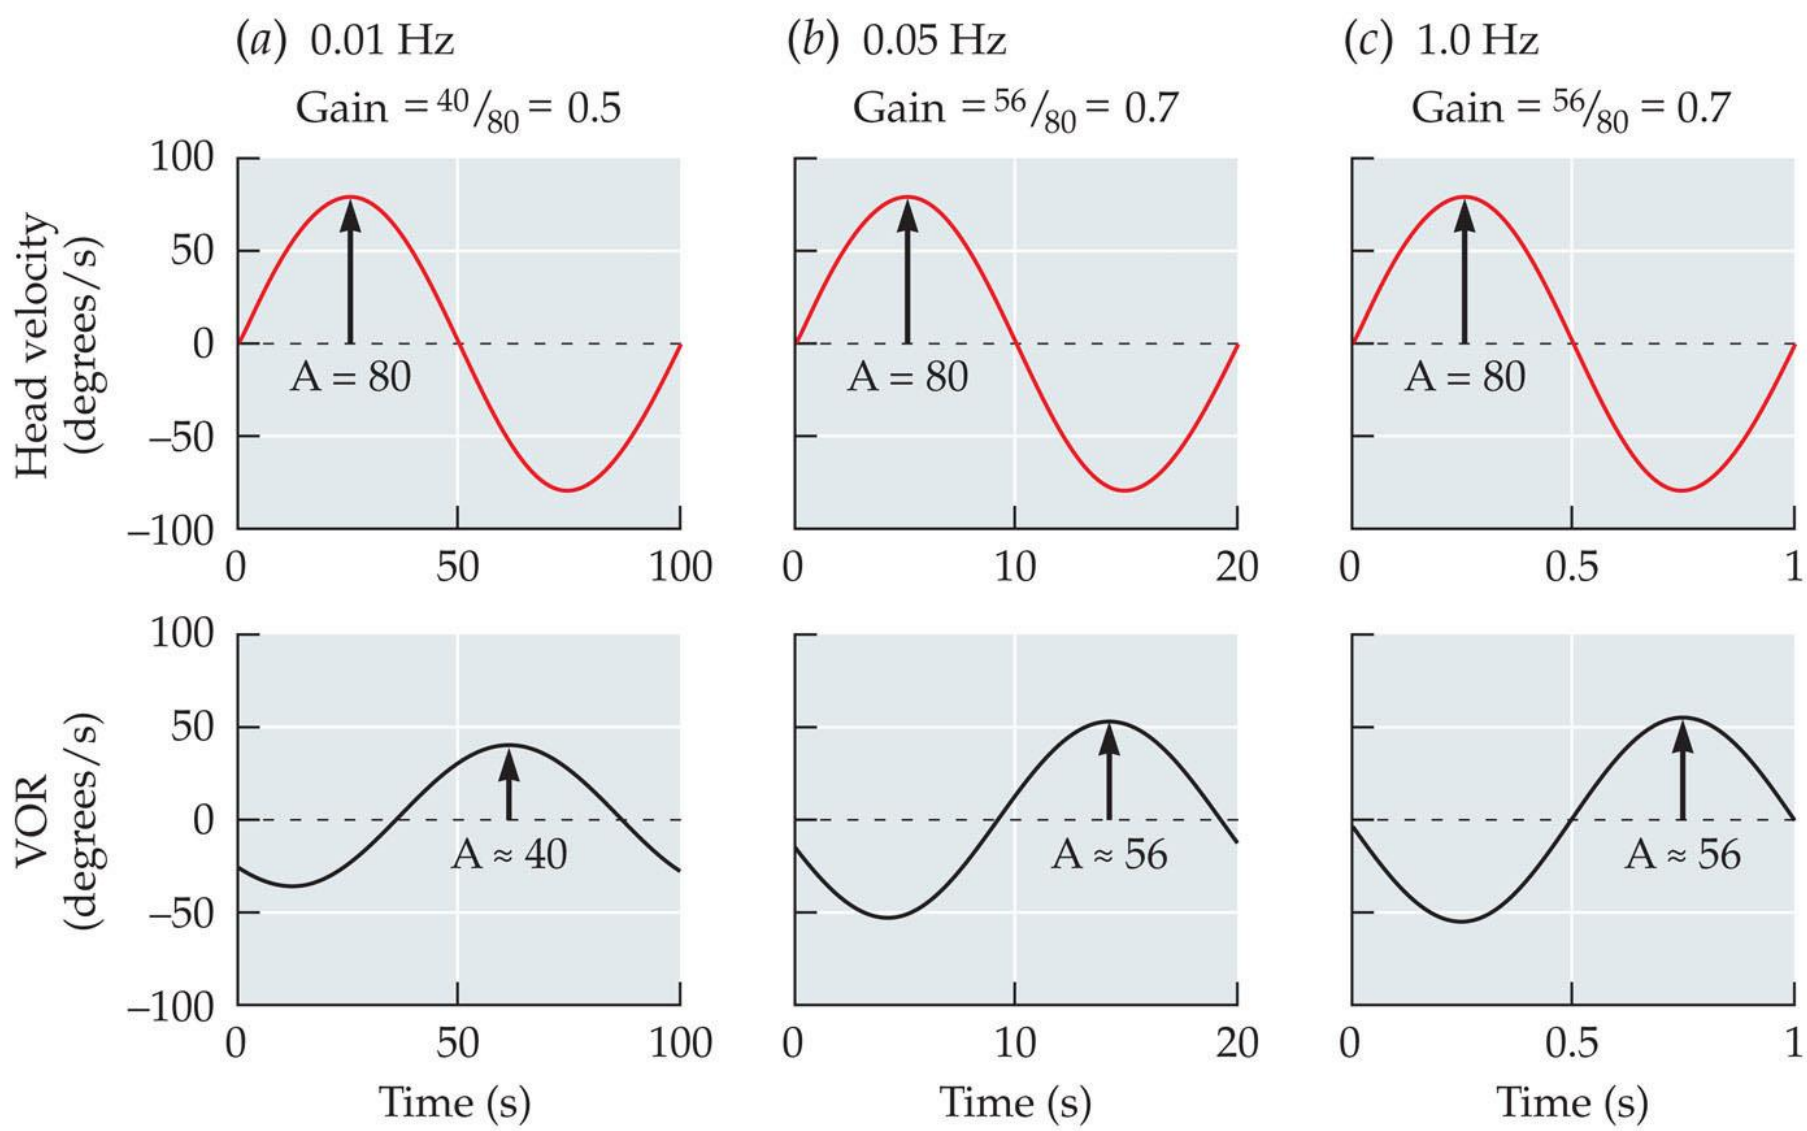 (a) 0.01 Hz
Gain = 40/80 = 0.5
(b) 0.05 Hz
Gain = 56/80 = 0.7
(c) 1.0 Hz
Gain = 56/80 = 0.7
Head velocity
(degrees/s)
100
50
0
–50
–100
A = 80
0 50 100
A = 80
0 10 20
A = 80
0 0.5 1
VOR
(degrees/s)
100
50
0
–50
–100
A ≈ 40
0 50 100
Time (s)
A ≈ 56
0 10 20
Time (s)
A ≈ 56
0 0.5 1
Time (s)